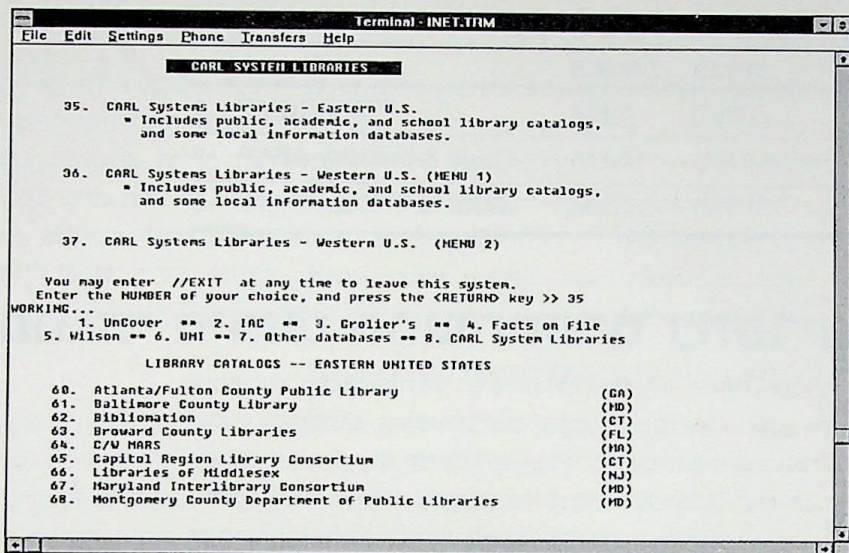 Terminal - INET.TRM
File Edit Settings Phone Transfers Help
CARL SYSTEM LIBRARIES
35. CARL Systems Libraries - Eastern U.S.
* Includes public, academic, and school library catalogs,
and some local information databases.
36. CARL Systems Libraries - Western U.S. (MENU 1)
* Includes public, academic, and school library catalogs,
and some local information databases.
37. CARL Systems Libraries - Western U.S. (MENU 2)
You may enter //EXIT at any time to leave this system.
Enter the NUMBER of your choice, and press the <RETURN> key >> 35
WORKING...
1. UnCover ** 2. IAC ** 3. Grolier's ** 4. Facts on File
5. Wilson ** 6. UMI ** 7. Other databases ** 8. CARL System Libraries
LIBRARY CATALOGS -- EASTERN UNITED STATES
60. Atlanta/Fulton County Public Library (GA)
61. Baltimore County Library (MD)
62. Bibliomation (CT)
63. Broward County Libraries (FL)
64. C/W MARS (MA)
65. Capitol Region Library Consortium (CT)
66. Libraries of Middlesex (NJ)
67. Maryland Interlibrary Consortium (MD)
68. Montgomery County Department of Public Libraries (MD)